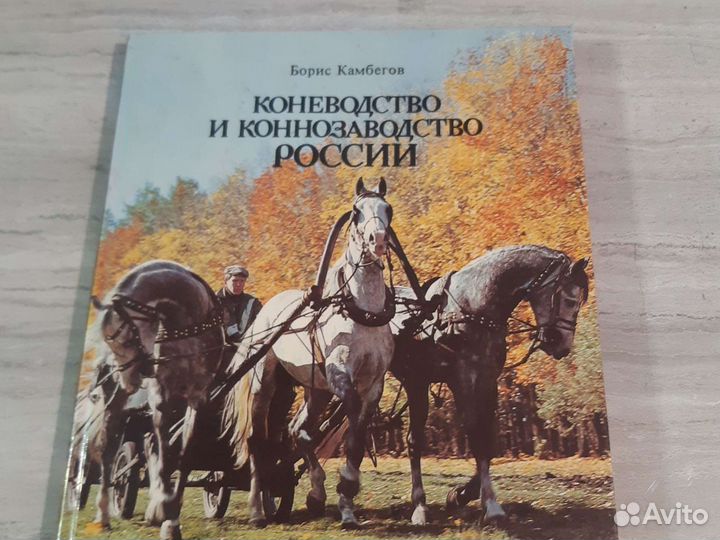 Борис Камбегов
КОНЕВОДСТВО
И КОННОЗАВОДСТВО
РОССИИ
Avito